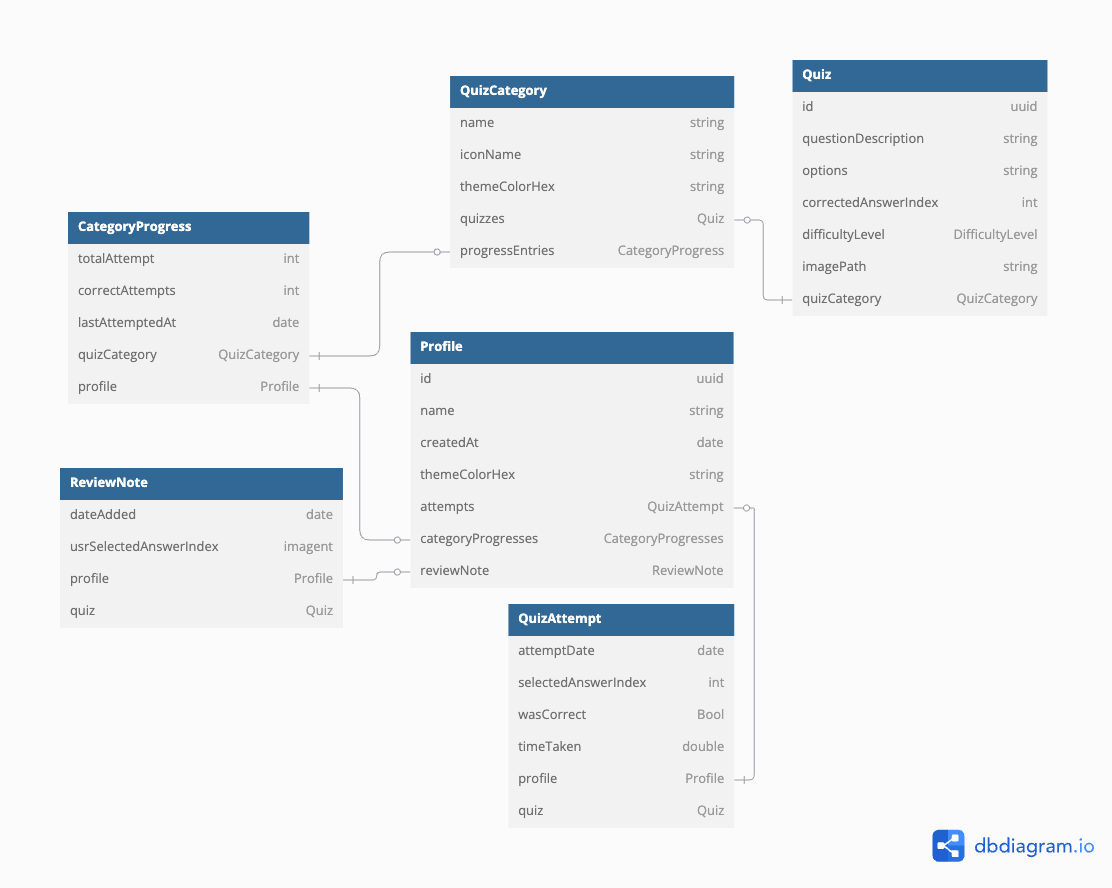 QuizCategory
name string
iconName string
themeColorHex string
quizzes Quiz
progressEntries CategoryProgress
Quiz
id uuid
questionDescription string
options string
correctedAnswerIndex int
difficultyLevel DifficultyLevel
imagePath string
quizCategory QuizCategory
CategoryProgress
totalAttempt int
correctAttempts int
lastAttemptedAt date
quizCategory QuizCategory
profile Profile
Profile
id uuid
name string
createdAt date
themeColorHex string
attempts QuizAttempt
categoryProgresses CategoryProgresses
reviewNote ReviewNote
ReviewNote
dateAdded date
usrSelectedAnswerIndex imagent
profile Profile
quiz Quiz
QuizAttempt
attemptDate date
selectedAnswerIndex int
wasCorrect Bool
timeTaken double
profile Profile
quiz Quiz
dbdiagram.io